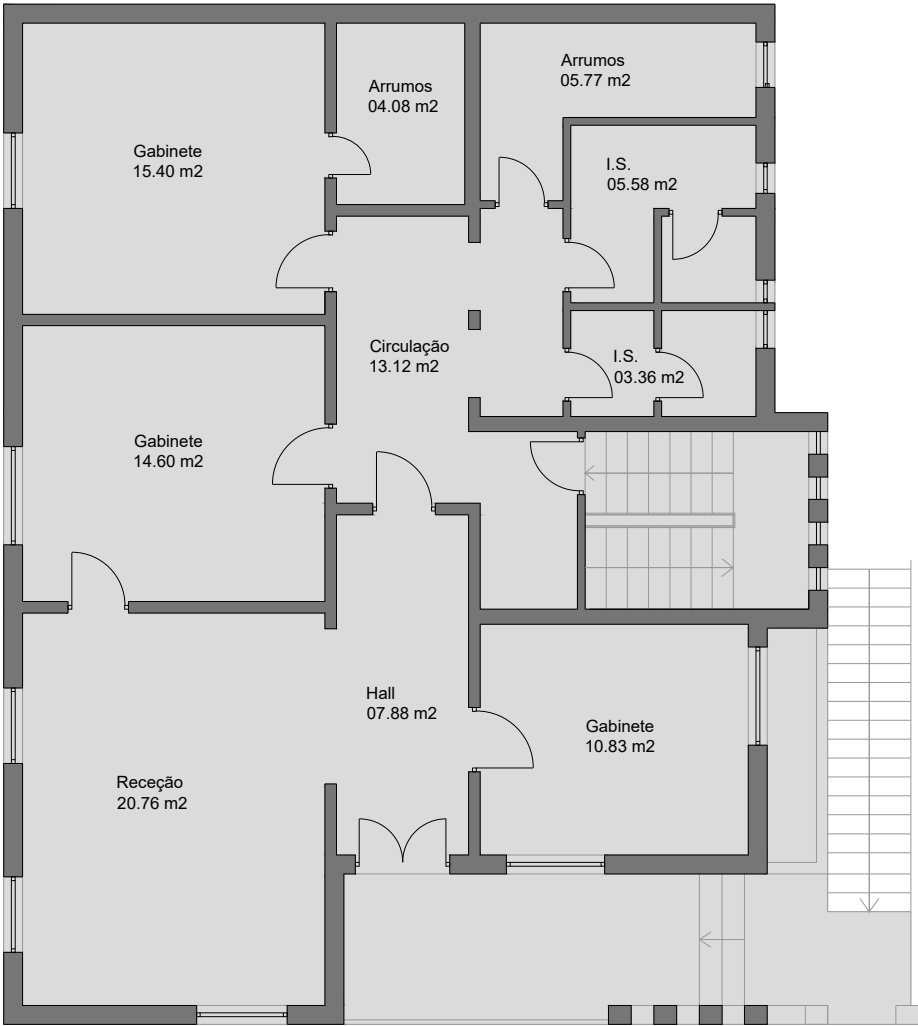 Arrumos
05.77 m2
Arrumos
04.08 m2
Gabinete
15.40 m2
I.S.
05.58 m2
Circulação
13.12 m2
I.S.
03.36 m2
Gabinete
14.60 m2
Hall
07.88 m2
Gabinete
10.83 m2
Receção
20.76 m2